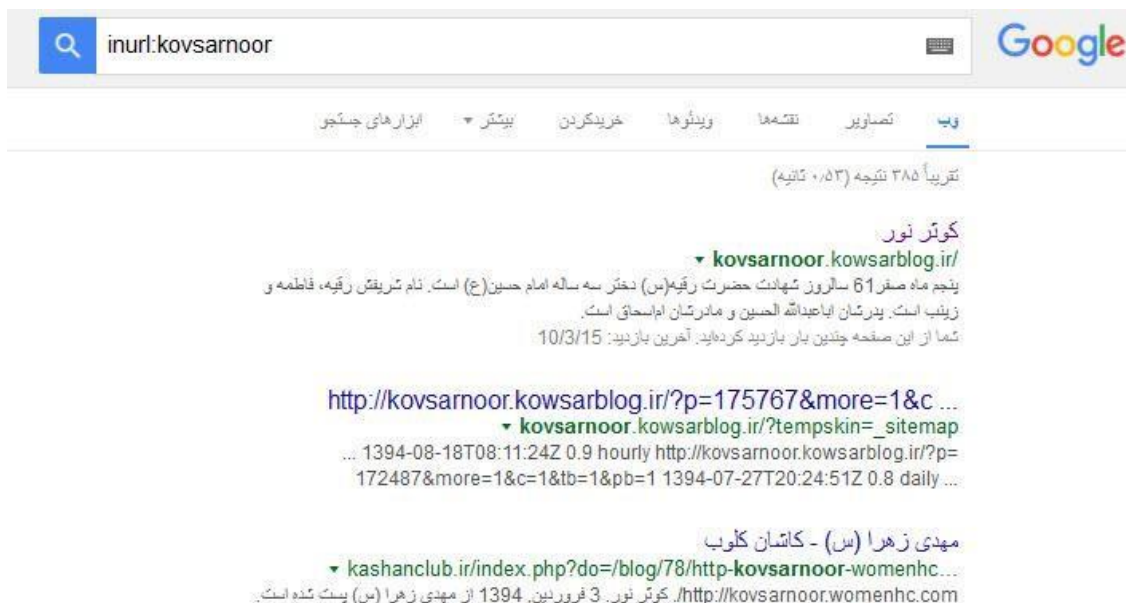 inurl:kovsarnoor
Google
وب تصاویر نقشه‌ها ویدئوها خریدکردن بیشتر ابزارهای جستجو
تقریباً ۳۸۵ نتیجه (۰٫۵۳ ثانیه)
کوثر نور
kovsarnoor.kowsarblog.ir/
پنجم ماه صفر61 سالروز شهادت حضرت رقیه(س) دختر سه ساله امام حسین(ع) است. نام شریفش رقیه، فاطمه و
زینب است. پدرشان اباعبدالله الحسین و مادرشان ام‌اسحاق است.
شما از این صفحه چندین بار بازدید کرده‌اید. آخرین بازدید: 10/3/15
http://kovsarnoor.kowsarblog.ir/?p=175767&more=1&c ...
kovsarnoor.kowsarblog.ir/?tempskin=_sitemap
... 1394-08-18T08:11:24Z 0.9 hourly http://kovsarnoor.kowsarblog.ir/?p=
172487&more=1&c=1&tb=1&pb=1 1394-07-27T20:24:51Z 0.8 daily ...
مهدی زهرا (س) - کاشان کلوب
kashanclub.ir/index.php?do=/blog/78/http-kovsarnoor-womenhc...
http://kovsarnoor.womenhc.com/. کوثر نور. 3 فروردین, 1394 از مهدی زهرا (س) پست شده است.